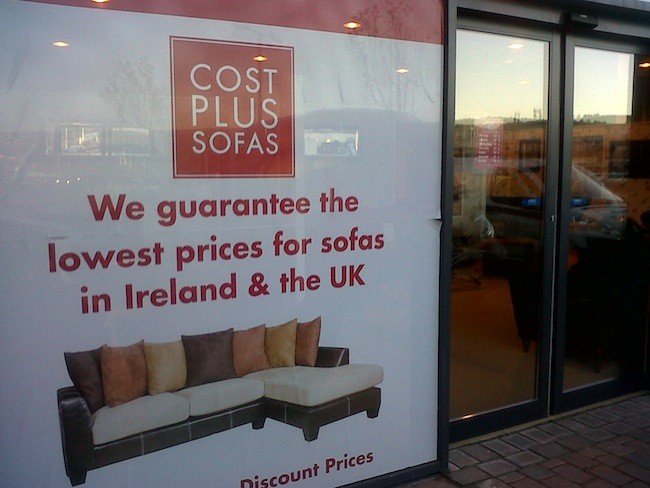 COST
PLUS
SOFAS
We guarantee the
lowest prices for sofas
in Ireland & the UK
Discount Prices